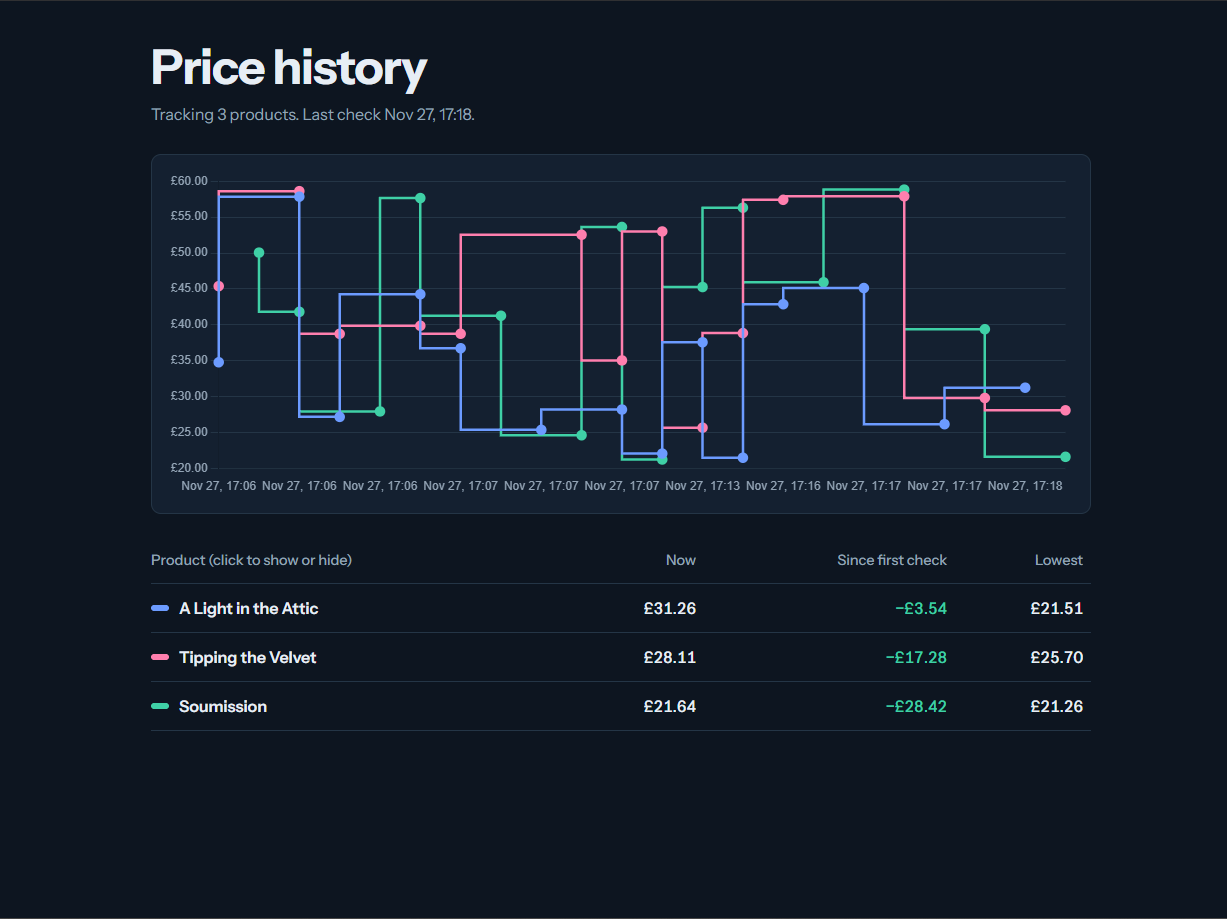 Price history
Tracking 3 products. Last check Nov 27, 17:18.
£60.00
£55.00
£50.00
£45.00
£40.00
£35.00
£30.00
£25.00
£20.00
Nov 27, 17:06 Nov 27, 17:06 Nov 27, 17:06 Nov 27, 17:07 Nov 27, 17:07 Nov 27, 17:07 Nov 27, 17:13 Nov 27, 17:16 Nov 27, 17:17 Nov 27, 17:17 Nov 27, 17:18
Product (click to show or hide) Now Since first check Lowest
A Light in the Attic £31.26 −£3.54 £21.51
Tipping the Velvet £28.11 −£17.28 £25.70
Soumission £21.64 −£28.42 £21.26